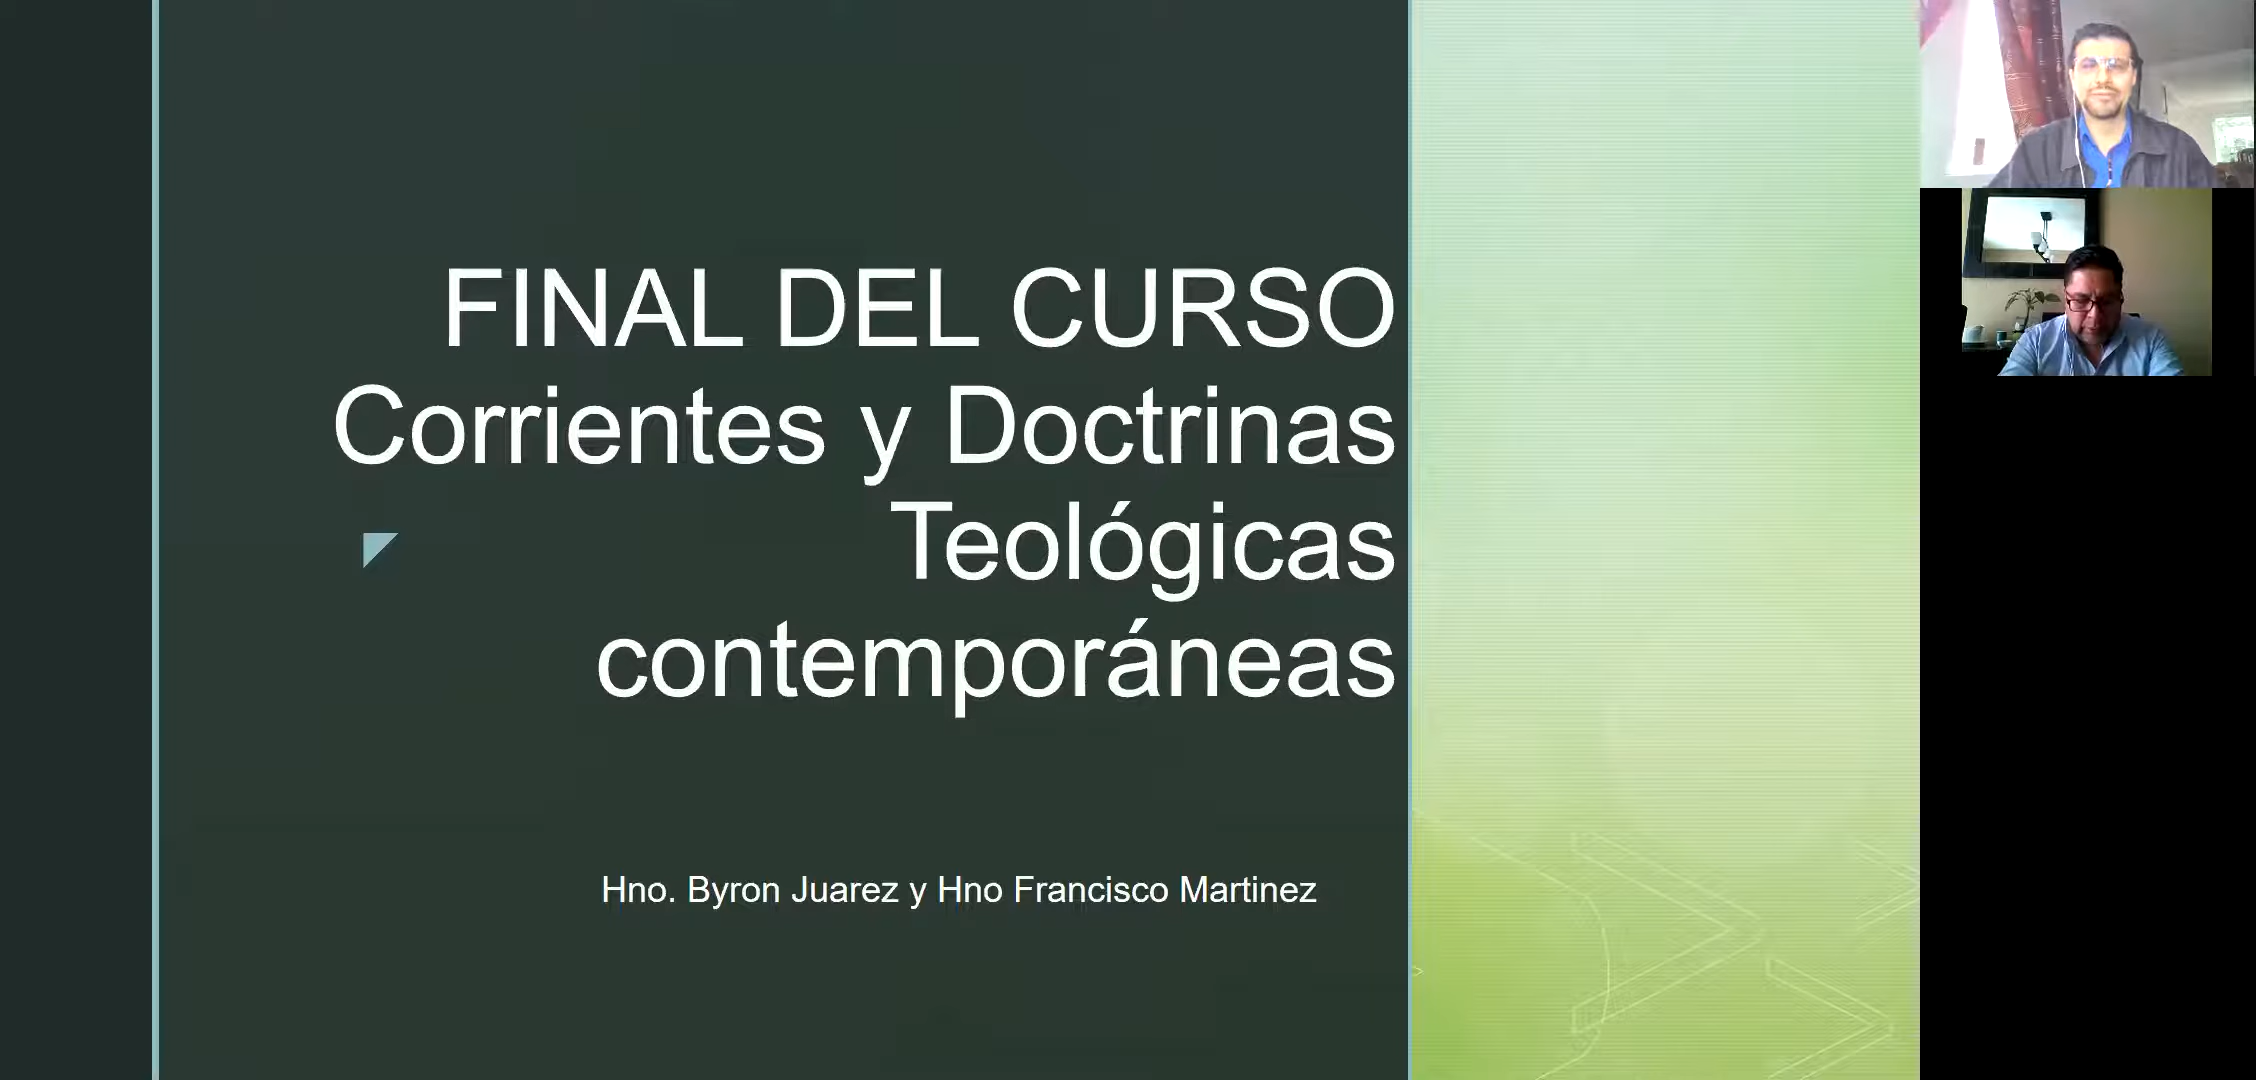 FINAL DEL CURSO
Corrientes y Doctrinas
Teológicas
contemporáneas
Hno. Byron Juarez y Hno Francisco Martinez